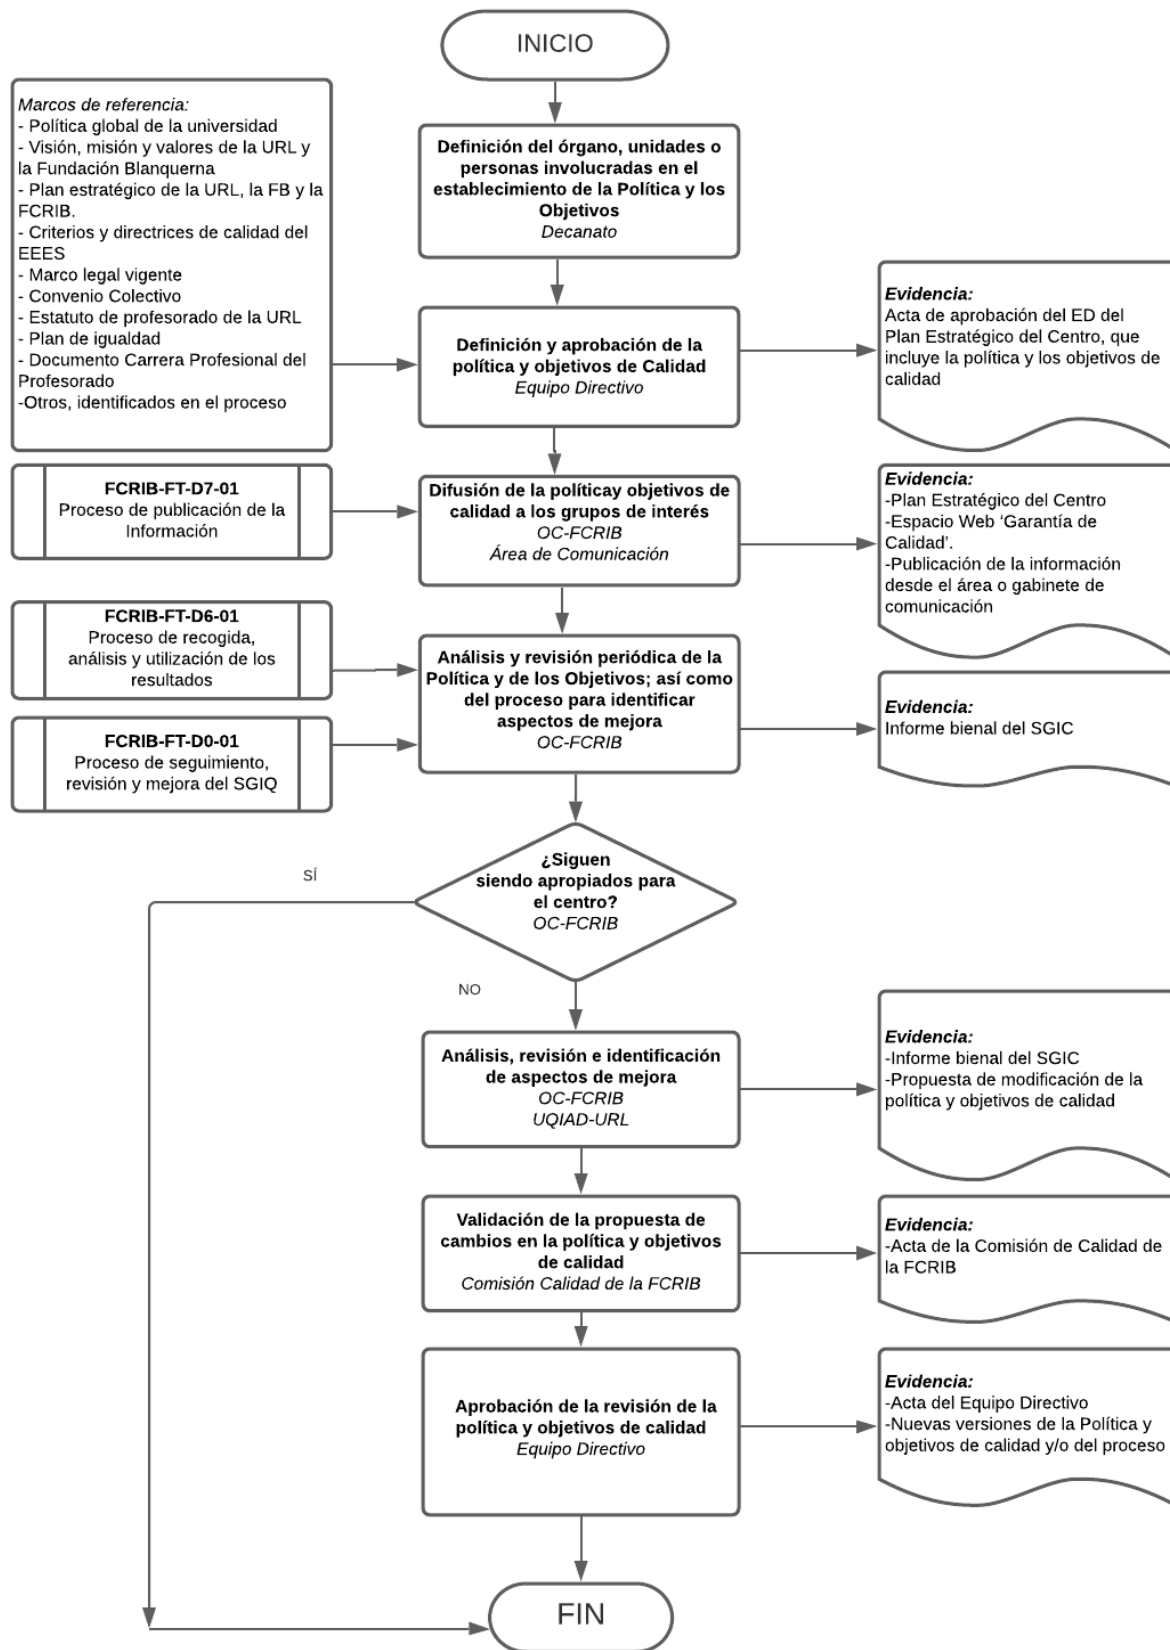 INICIO
Marcos de referencia:
- Política global de la universidad
- Visión, misión y valores de la URL y
la Fundación Blanquerna
- Plan estratégico de la URL, la FB y la
FCRIB.
- Criterios y directrices de calidad del
EEES
- Marco legal vigente
- Convenio Colectivo
- Estatuto de profesorado de la URL
- Plan de igualdad
- Documento Carrera Profesional del
Profesorado
-Otros, identificados en el proceso
Definición del órgano, unidades o
personas involucradas en el
establecimiento de la Política y los
Objetivos
Decanato
Definición y aprobación de la
política y objetivos de Calidad
Equipo Directivo
Evidencia:
Acta de aprobación del ED del
Plan Estratégico del Centro, que
incluye la política y los objetivos de
calidad
FCRIB-FT-D7-01
Proceso de publicación de la
Información
Difusión de la políticay objetivos de
calidad a los grupos de interés
OC-FCRIB
Área de Comunicación
Evidencia:
-Plan Estratégico del Centro
-Espacio Web ‘Garantía de
Calidad’.
-Publicación de la información
desde el área o gabinete de
comunicación
FCRIB-FT-D6-01
Proceso de recogida,
análisis y utilización de los
resultados
FCRIB-FT-D0-01
Proceso de seguimiento,
revisión y mejora del SGIQ
Análisis y revisión periódica de la
Política y de los Objetivos; así como
del proceso para identificar
aspectos de mejora
OC-FCRIB
Evidencia:
Informe bienal del SGIC
¿Siguen
siendo apropiados para
el centro?
OC-FCRIB
SÍ
NO
Análisis, revisión e identificación
de aspectos de mejora
OC-FCRIB
UQIAD-URL
Evidencia:
-Informe bienal del SGIC
-Propuesta de modificación de la
política y objetivos de calidad
Validación de la propuesta de
cambios en la política y objetivos
de calidad
Comisión Calidad de la FCRIB
Evidencia:
-Acta de la Comisión de Calidad de
la FCRIB
Aprobación de la revisión de la
política y objetivos de calidad
Equipo Directivo
Evidencia:
-Acta del Equipo Directivo
-Nuevas versiones de la Política y
objetivos de calidad y/o del proceso
FIN